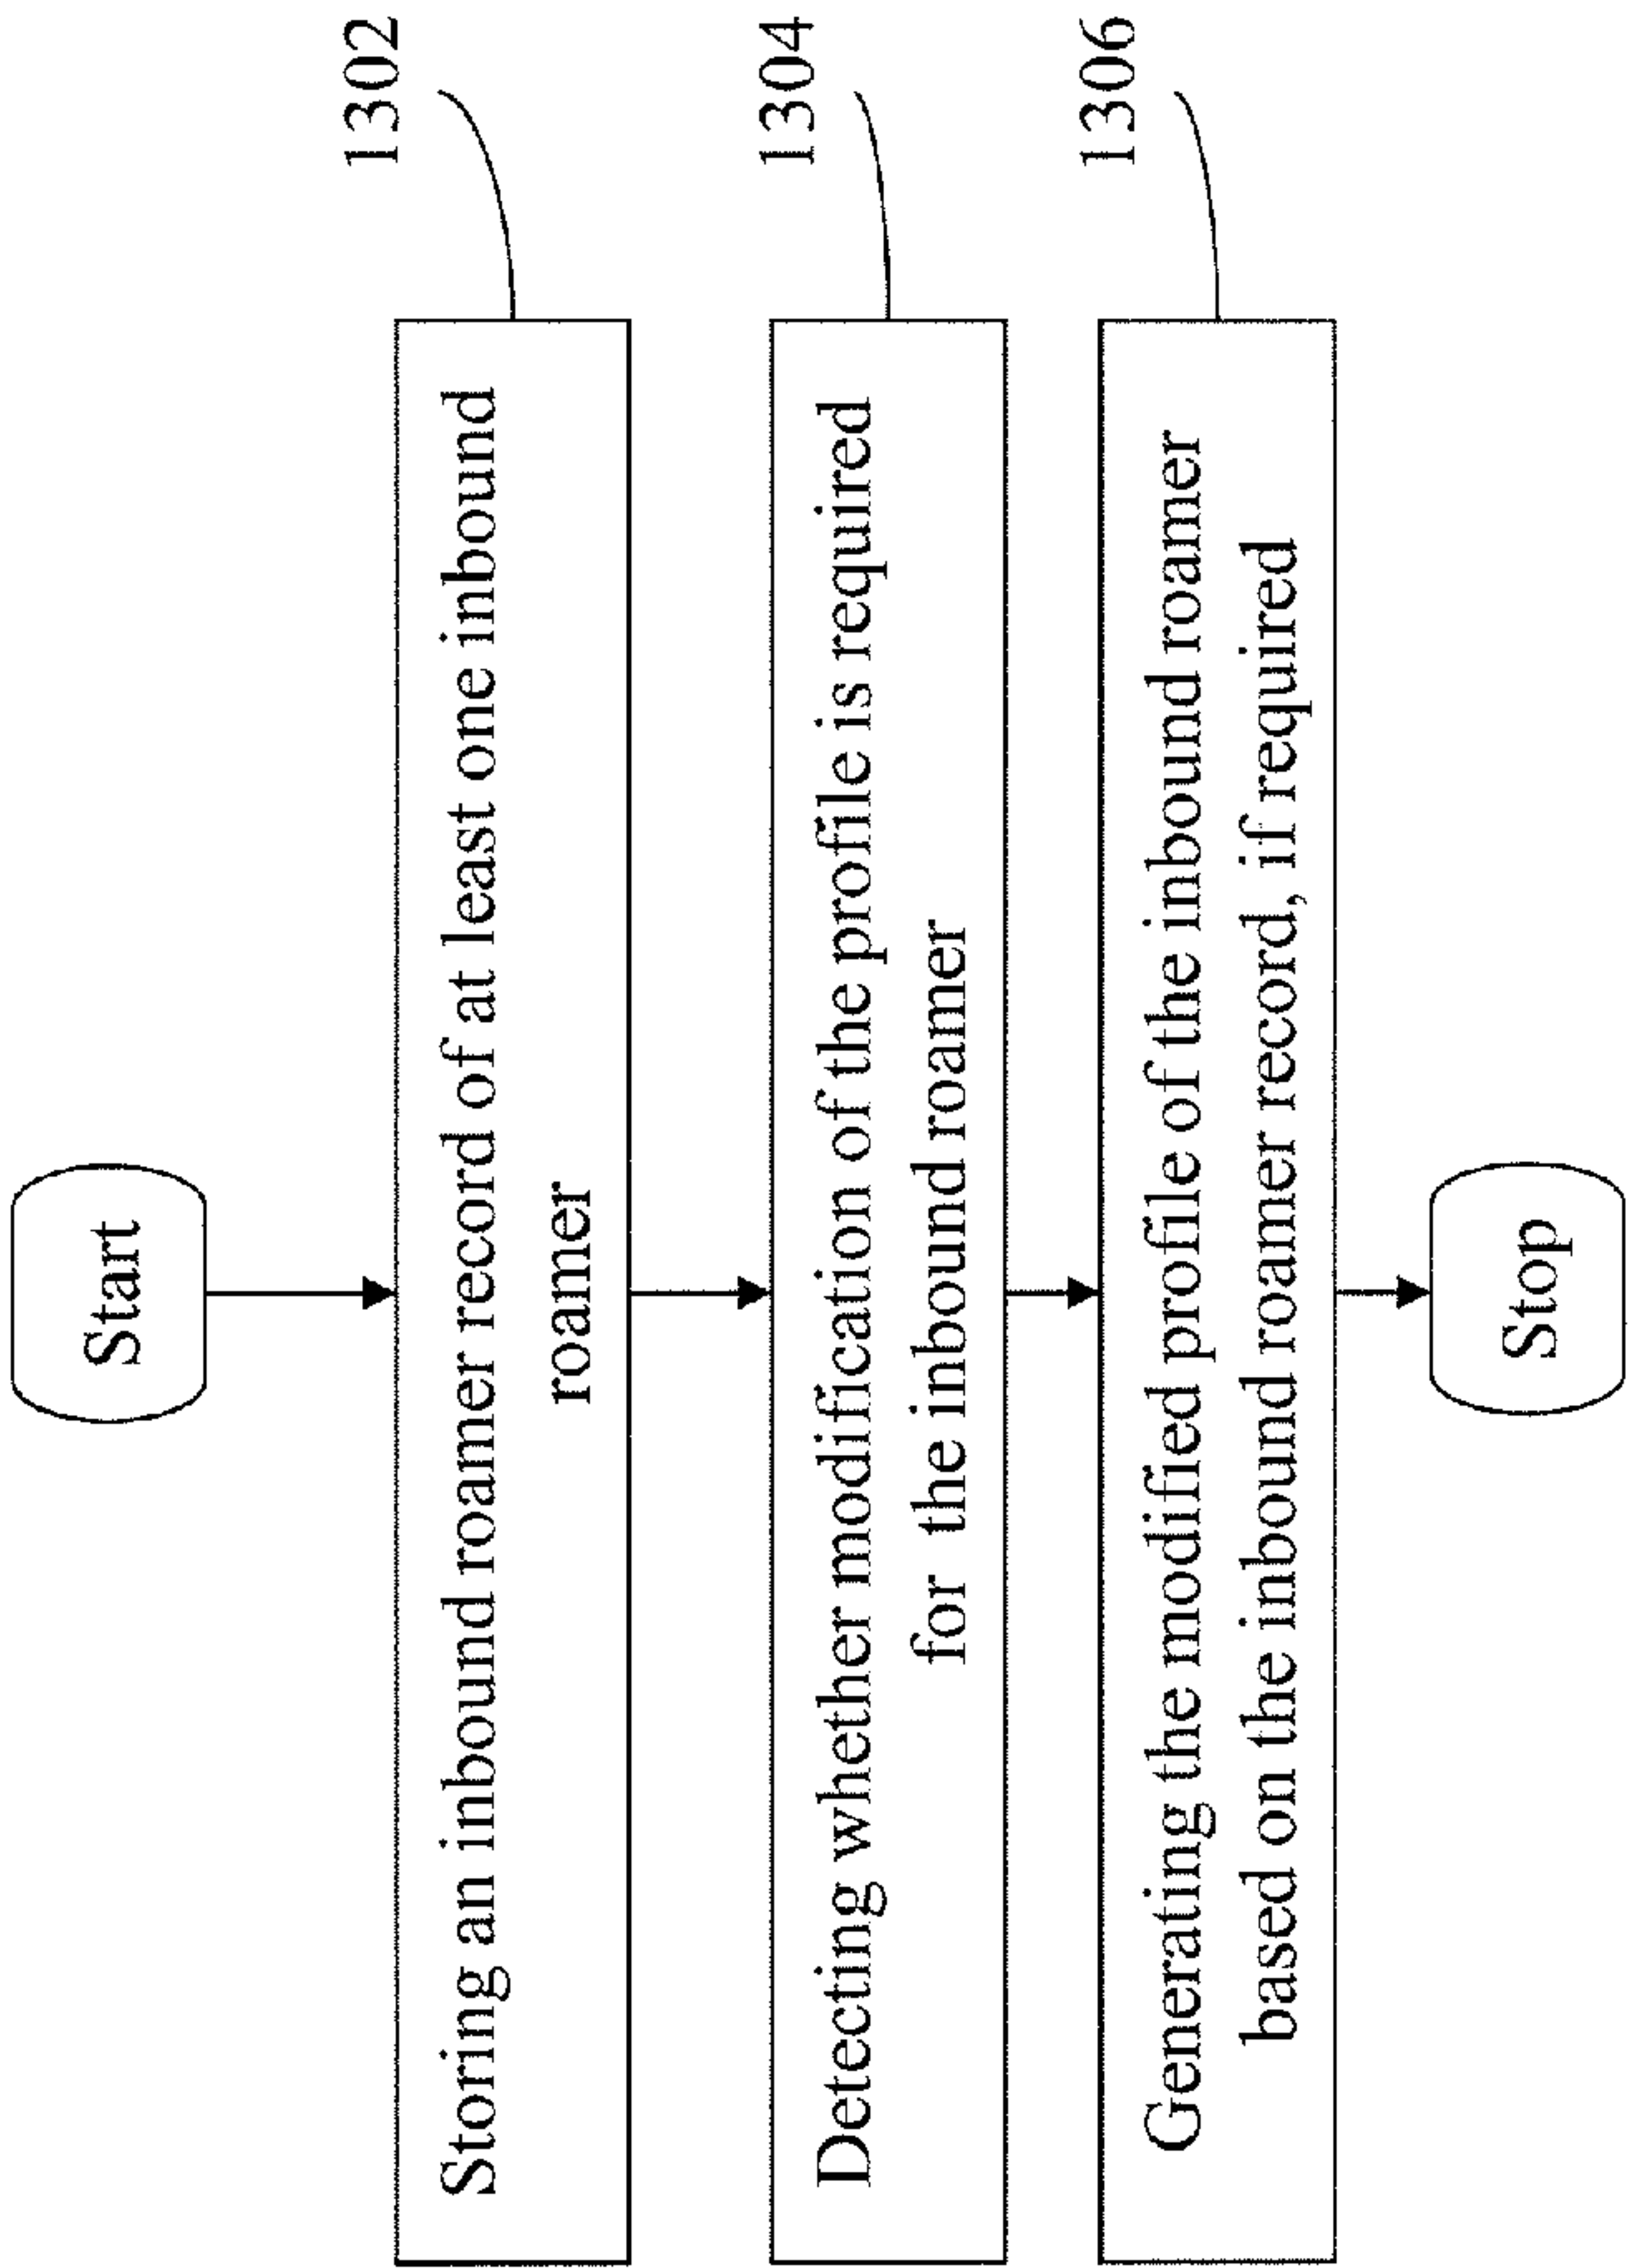 Start
Storing an inbound roamer record of at least one inbound
roamer
1302
Detecting whether modification of the profile is required
for the inbound roamer
1304
Generating the modified profile of the inbound roamer
based on the inbound roamer record, if required
1306
Stop